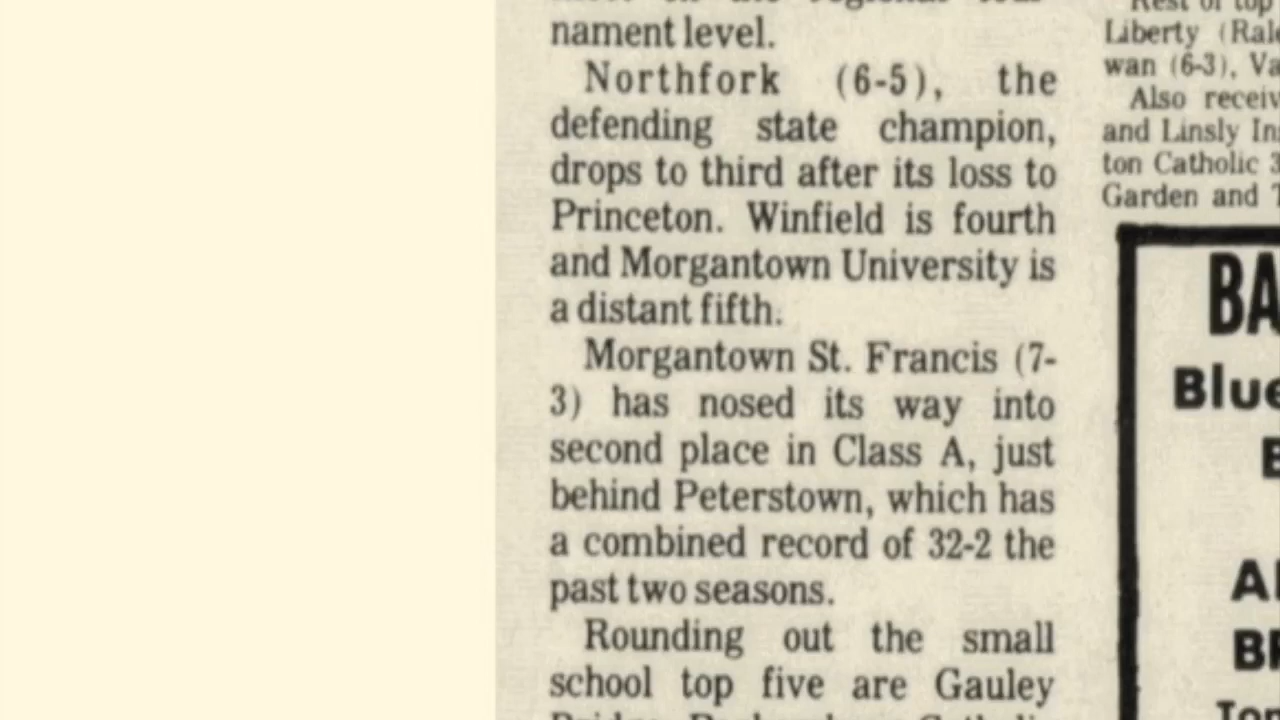 nament level.
Northfork (6-5), the
defending state champion,
drops to third after its loss to
Princeton. Winfield is fourth
and Morgantown University is
a distant fifth.
Morgantown St. Francis (7-
3) has nosed its way into
second place in Class A, just
behind Peterstown, which has
a combined record of 32-2 the
past two seasons.
Rounding out the small
school top five are Gauley
Rest of top
Liberty (Rale
wan (6-3), Va
Also receiv
and Linsly In
ton Catholic 3
Garden and
BA
Blue
B
Al
BR